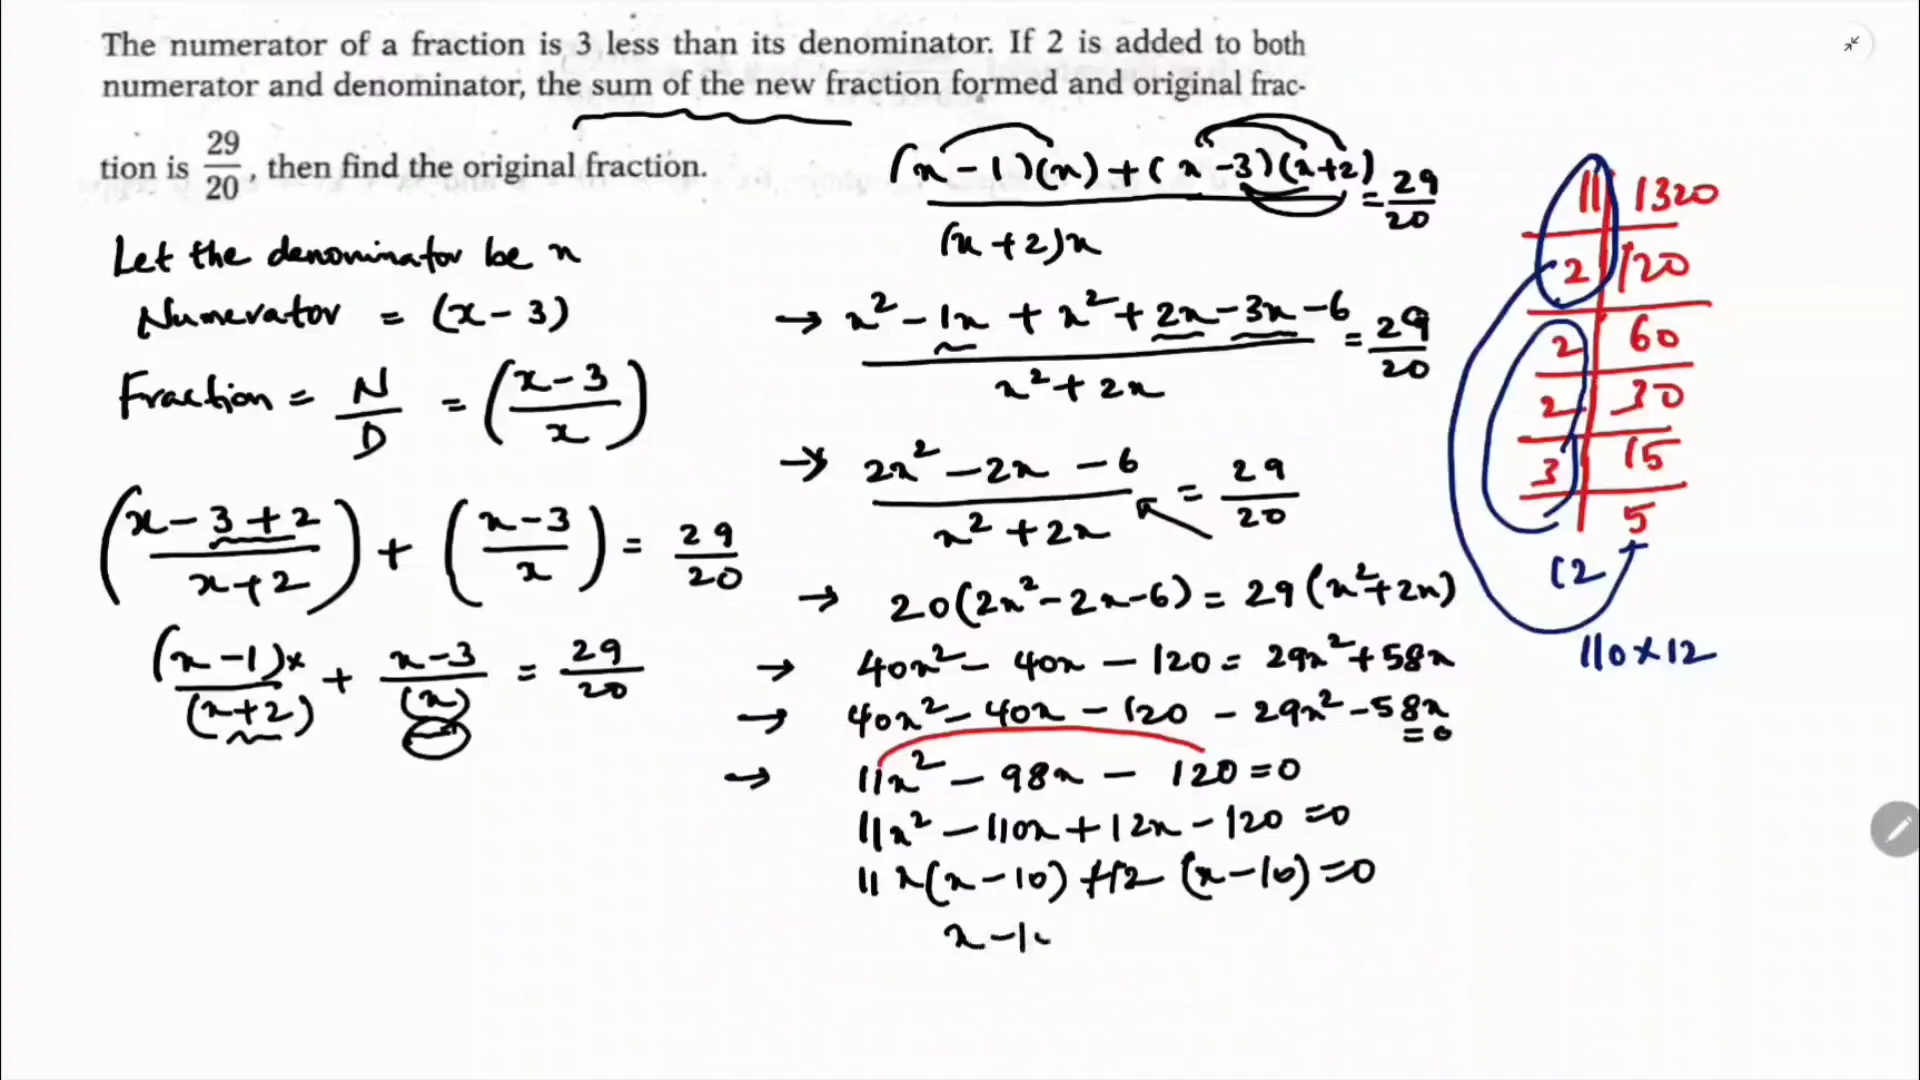 The numerator of a fraction is 3 less than its denominator. If 2 is added to both
numerator and denominator, the sum of the new fraction formed and original frac-
tion is 29/20, then find the original fraction.
Let the denominator be x
Numerator = (x-3)
Fraction = N/D = (x-3/x)
(x-3+2/x+2) + (x-3/x) = 29/20
(x-1)x/(x+2) + x-3/(x) = 29/20
(x-1)(x)+(x-3)(x+2)/(x+2)x = 29/20
→ x²-1x+x²+2x-3x-6/x²+2x = 29/20
→ 2x²-2x-6/x²+2x = 29/20
→ 20(2x²-2x-6) = 29(x²+2x)
→ 40x²-40x-120 = 29x²+58x
→ 40x²-40x-120-29x²-58x
=0
→ 11x²-98x-120=0
11x²-110x+12x-120=0
11x(x-10)+12(x-10)=0
x-1
11 1320
2 120
2 60
2 30
3 15
5
12
110×12